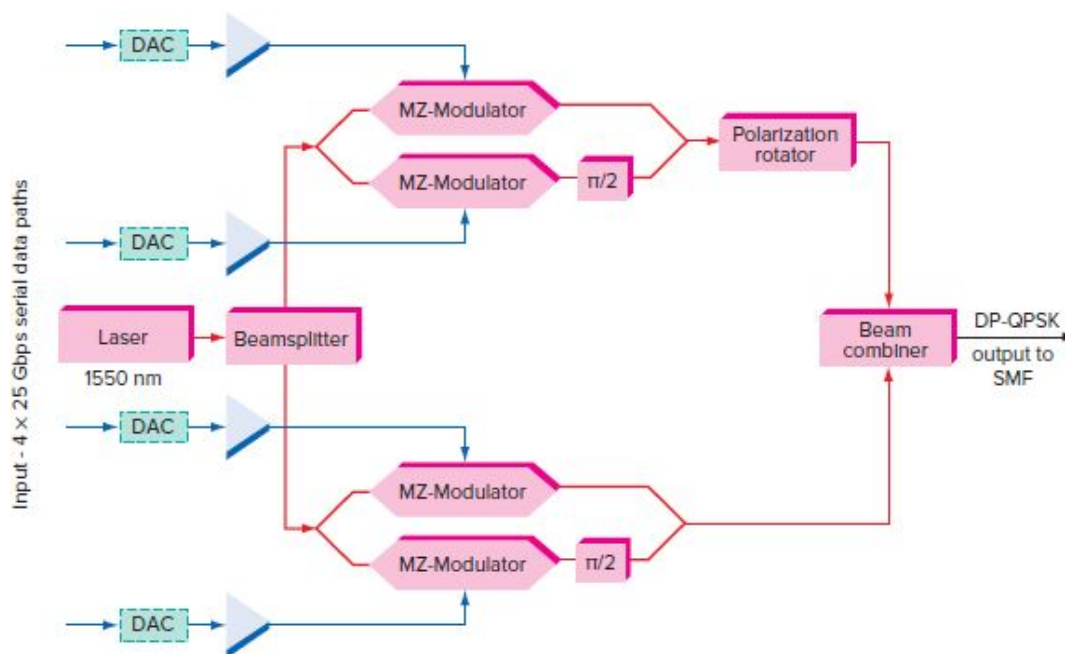 DAC
MZ-Modulator
Polarization
rotator
MZ-Modulator
π/2
DAC
Input - 4 x 25 Gbps serial data paths
Laser
Beamsplitter
1550 nm
Beam
combiner
DP-QPSK
output to
SMF
DAC
MZ-Modulator
MZ-Modulator
π/2
DAC